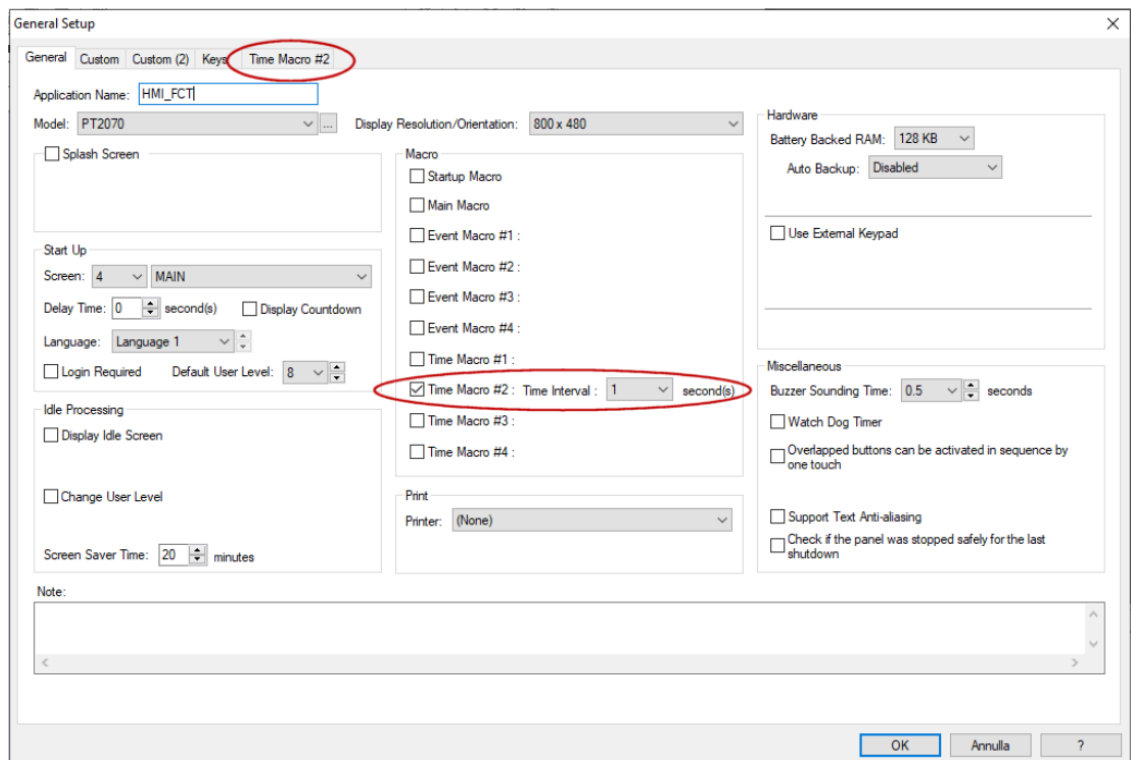 General Setup
General Custom Custom (2) Keys Time Macro #2
Application Name: HMI_FCT
Model: PT2070 ... Display Resolution/Orientation: 800 x 480
Splash Screen
Start Up
Screen: 4 MAIN
Delay Time: 0 second(s) Display Countdown
Language: Language 1
Login Required Default User Level: 8
Idle Processing
Display Idle Screen
Change User Level
Screen Saver Time: 20 minutes
Macro
Startup Macro
Main Macro
Event Macro #1 :
Event Macro #2 :
Event Macro #3 :
Event Macro #4 :
Time Macro #1 :
Time Macro #2 : Time Interval : 1 second(s)
Time Macro #3 :
Time Macro #4 :
Print
Printer: (None)
Hardware
Battery Backed RAM: 128 KB
Auto Backup: Disabled
Use External Keypad
Miscellaneous
Buzzer Sounding Time: 0.5 seconds
Watch Dog Timer
Overlapped buttons can be activated in sequence by
one touch
Support Text Anti-aliasing
Check if the panel was stopped safely for the last
shutdown
Note:
OK Annulla ?